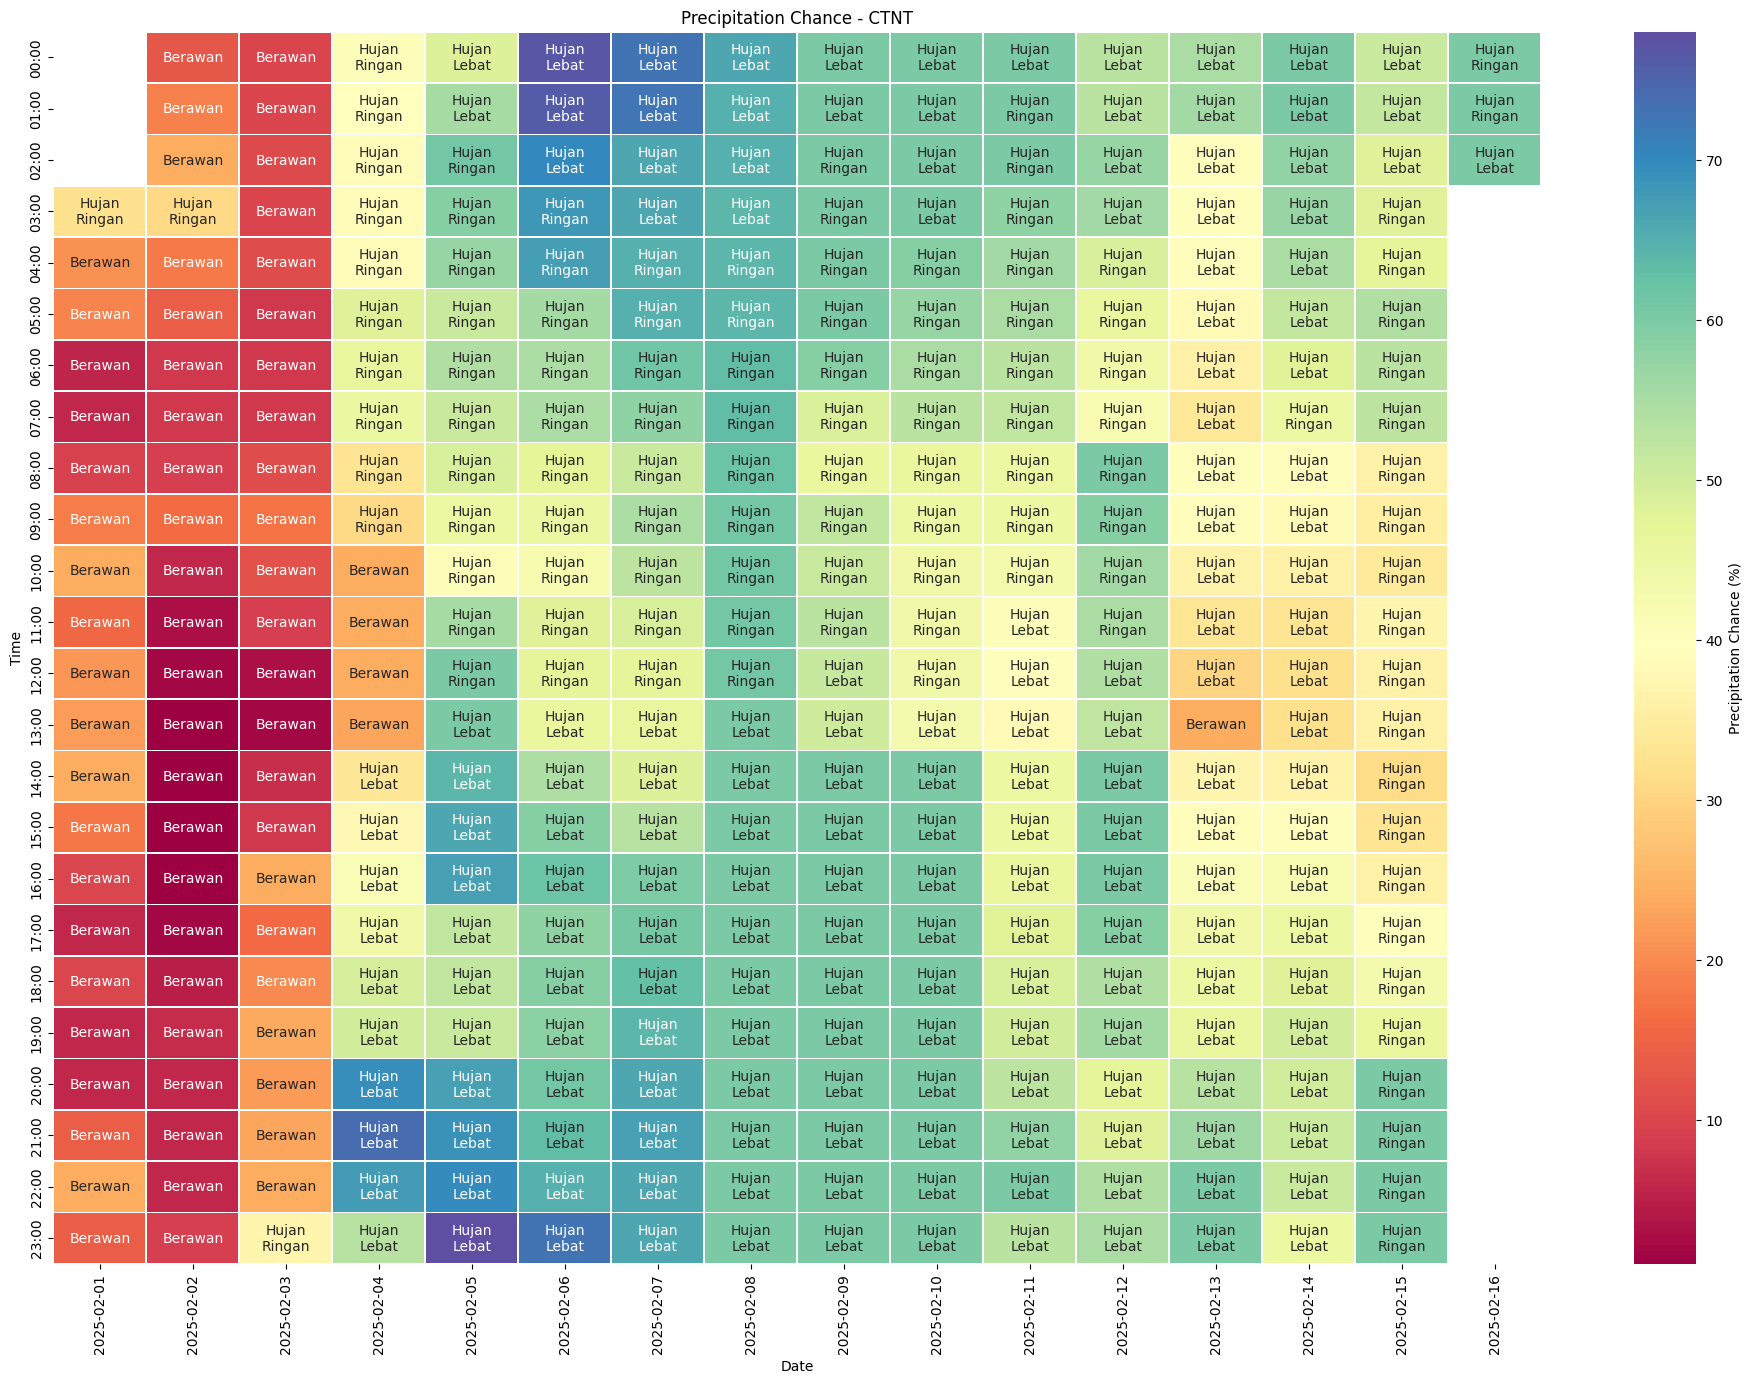 Precipitation Chance - CTNT
00:00 Berawan Berawan Hujan Ringan Hujan Lebat Hujan Lebat Hujan Lebat Hujan Lebat Hujan Lebat Hujan Lebat Hujan Lebat Hujan Lebat Hujan Lebat Hujan Lebat Hujan Lebat Hujan Ringan
01:00 Berawan Berawan Hujan Ringan Hujan Lebat Hujan Lebat Hujan Lebat Hujan Lebat Hujan Lebat Hujan Lebat Hujan Ringan Hujan Lebat Hujan Lebat Hujan Lebat Hujan Lebat Hujan Ringan
02:00 Berawan Berawan Hujan Ringan Hujan Ringan Hujan Lebat Hujan Lebat Hujan Lebat Hujan Ringan Hujan Lebat Hujan Ringan Hujan Lebat Hujan Lebat Hujan Lebat Hujan Lebat Hujan Lebat
03:00 Hujan Ringan Hujan Ringan Berawan Hujan Ringan Hujan Ringan Hujan Ringan Hujan Lebat Hujan Lebat Hujan Ringan Hujan Lebat Hujan Ringan Hujan Lebat Hujan Lebat Hujan Lebat Hujan Ringan
04:00 Berawan Berawan Berawan Hujan Ringan Hujan Ringan Hujan Ringan Hujan Ringan Hujan Ringan Hujan Ringan Hujan Ringan Hujan Ringan Hujan Ringan Hujan Lebat Hujan Lebat Hujan Ringan
05:00 Berawan Berawan Berawan Hujan Ringan Hujan Ringan Hujan Ringan Hujan Ringan Hujan Ringan Hujan Ringan Hujan Ringan Hujan Ringan Hujan Ringan Hujan Lebat Hujan Lebat Hujan Ringan
06:00 Berawan Berawan Berawan Hujan Ringan Hujan Ringan Hujan Ringan Hujan Ringan Hujan Ringan Hujan Ringan Hujan Ringan Hujan Ringan Hujan Ringan Hujan Lebat Hujan Lebat Hujan Ringan
07:00 Berawan Berawan Berawan Hujan Ringan Hujan Ringan Hujan Ringan Hujan Ringan Hujan Ringan Hujan Ringan Hujan Ringan Hujan Ringan Hujan Ringan Hujan Lebat Hujan Ringan Hujan Ringan
08:00 Berawan Berawan Berawan Hujan Ringan Hujan Ringan Hujan Ringan Hujan Ringan Hujan Ringan Hujan Ringan Hujan Ringan Hujan Ringan Hujan Ringan Hujan Lebat Hujan Lebat Hujan Ringan
09:00 Berawan Berawan Berawan Hujan Ringan Hujan Ringan Hujan Ringan Hujan Ringan Hujan Ringan Hujan Ringan Hujan Ringan Hujan Ringan Hujan Ringan Hujan Lebat Hujan Lebat Hujan Ringan
10:00 Berawan Berawan Berawan Berawan Hujan Ringan Hujan Ringan Hujan Ringan Hujan Ringan Hujan Ringan Hujan Ringan Hujan Ringan Hujan Ringan Hujan Lebat Hujan Lebat Hujan Ringan
11:00 Berawan Berawan Berawan Berawan Hujan Ringan Hujan Ringan Hujan Ringan Hujan Ringan Hujan Ringan Hujan Ringan Hujan Lebat Hujan Ringan Hujan Lebat Hujan Lebat Hujan Ringan
12:00 Berawan Berawan Berawan Berawan Hujan Ringan Hujan Ringan Hujan Ringan Hujan Ringan Hujan Lebat Hujan Ringan Hujan Lebat Hujan Lebat Hujan Lebat Hujan Lebat Hujan Ringan
13:00 Berawan Berawan Berawan Berawan Hujan Lebat Hujan Lebat Hujan Lebat Hujan Lebat Hujan Lebat Hujan Lebat Hujan Lebat Hujan Lebat Berawan Hujan Lebat Hujan Ringan
14:00 Berawan Berawan Berawan Hujan Lebat Hujan Lebat Hujan Lebat Hujan Lebat Hujan Lebat Hujan Lebat Hujan Lebat Hujan Lebat Hujan Lebat Hujan Lebat Hujan Lebat Hujan Ringan
15:00 Berawan Berawan Berawan Hujan Lebat Hujan Lebat Hujan Lebat Hujan Lebat Hujan Lebat Hujan Lebat Hujan Lebat Hujan Lebat Hujan Lebat Hujan Lebat Hujan Lebat Hujan Ringan
16:00 Berawan Berawan Berawan Hujan Lebat Hujan Lebat Hujan Lebat Hujan Lebat Hujan Lebat Hujan Lebat Hujan Lebat Hujan Lebat Hujan Lebat Hujan Lebat Hujan Lebat Hujan Ringan
17:00 Berawan Berawan Berawan Hujan Lebat Hujan Lebat Hujan Lebat Hujan Lebat Hujan Lebat Hujan Lebat Hujan Lebat Hujan Lebat Hujan Lebat Hujan Lebat Hujan Lebat Hujan Ringan
18:00 Berawan Berawan Berawan Hujan Lebat Hujan Lebat Hujan Lebat Hujan Lebat Hujan Lebat Hujan Lebat Hujan Lebat Hujan Lebat Hujan Lebat Hujan Lebat Hujan Lebat Hujan Ringan
19:00 Berawan Berawan Berawan Hujan Lebat Hujan Lebat Hujan Lebat Hujan Lebat Hujan Lebat Hujan Lebat Hujan Lebat Hujan Lebat Hujan Lebat Hujan Lebat Hujan Lebat Hujan Ringan
20:00 Berawan Berawan Berawan Hujan Lebat Hujan Lebat Hujan Lebat Hujan Lebat Hujan Lebat Hujan Lebat Hujan Lebat Hujan Lebat Hujan Lebat Hujan Lebat Hujan Lebat Hujan Ringan
21:00 Berawan Berawan Berawan Hujan Lebat Hujan Lebat Hujan Lebat Hujan Lebat Hujan Lebat Hujan Lebat Hujan Lebat Hujan Lebat Hujan Lebat Hujan Lebat Hujan Lebat Hujan Ringan
22:00 Berawan Berawan Berawan Hujan Lebat Hujan Lebat Hujan Lebat Hujan Lebat Hujan Lebat Hujan Lebat Hujan Lebat Hujan Lebat Hujan Lebat Hujan Lebat Hujan Lebat Hujan Ringan
23:00 Berawan Berawan Hujan Ringan Hujan Lebat Hujan Lebat Hujan Lebat Hujan Lebat Hujan Lebat Hujan Lebat Hujan Lebat Hujan Lebat Hujan Lebat Hujan Lebat Hujan Lebat Hujan Ringan
Time
2025-02-01 2025-02-02 2025-02-03 2025-02-04 2025-02-05 2025-02-06 2025-02-07 2025-02-08 2025-02-09 2025-02-10 2025-02-11 2025-02-12 2025-02-13 2025-02-14 2025-02-15 2025-02-16
Date
70
60
50
40
30
20
10
Precipitation Chance (%)